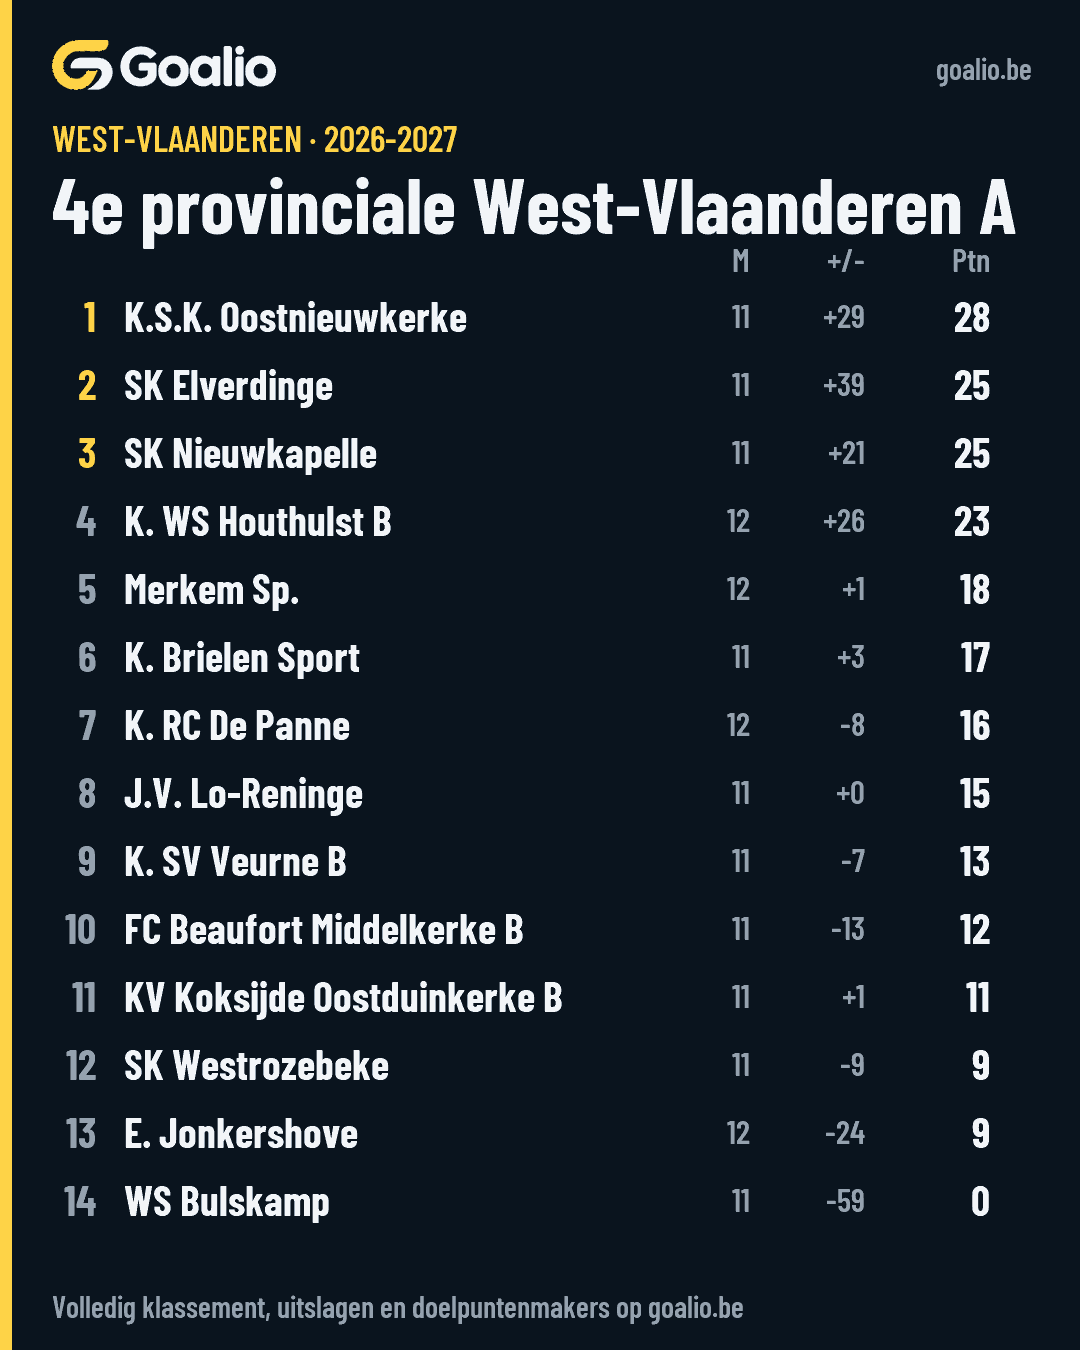 Goalio
goalio.be
WEST-VLAANDEREN · 2026-2027
4e provinciale West-Vlaanderen A
M +/- Ptn
1 K.S.K. Oostnieuwkerke 11 +29 28
2 SK Elverdinge 11 +39 25
3 SK Nieuwkapelle 11 +21 25
4 K. WS Houthulst B 12 +26 23
5 Merkem Sp. 12 +1 18
6 K. Brielen Sport 11 +3 17
7 K. RC De Panne 12 -8 16
8 J.V. Lo-Reninge 11 +0 15
9 K. SV Veurne B 11 -7 13
10 FC Beaufort Middelkerke B 11 -13 12
11 KV Koksijde Oostduinkerke B 11 +1 11
12 SK Westrozebeke 11 -9 9
13 E. Jonkershove 12 -24 9
14 WS Bulskamp 11 -59 0
Volledig klassement, uitslagen en doelpuntenmakers op goalio.be